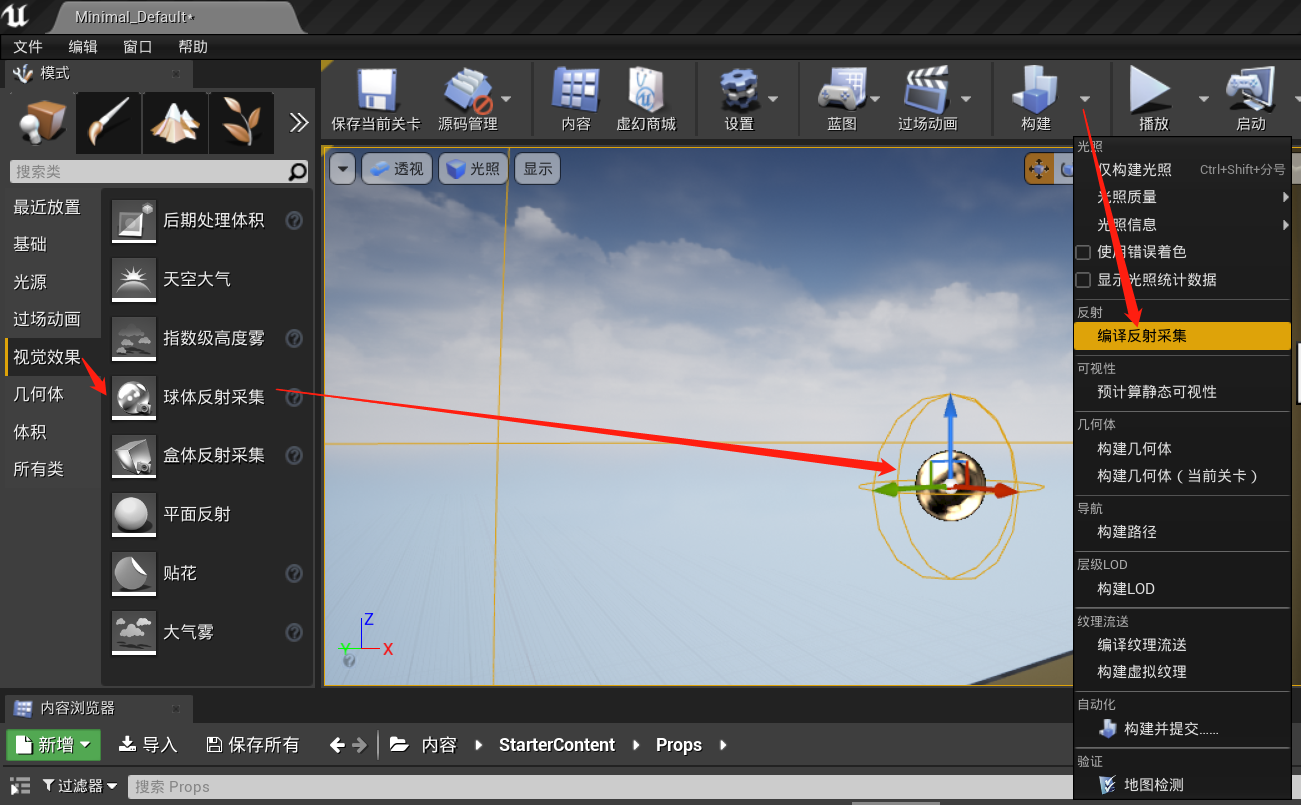 Minimal_Default*
文件 编辑 窗口 帮助
模式
保存当前关卡 源码管理 内容 虚幻商城 设置 蓝图 过场动画 构建 播放 启动
搜索类
透视 光照 显示
最近放置
基础
光源
过场动画
视觉效果
几何体
体积
所有类
后期处理体积
天空大气
指数级高度雾
球体反射采集
盒体反射采集
平面反射
贴花
大气雾
Z
Y X
光照
仅构建光照 Ctrl+Shift+分号
光照质量
光照信息
使用错误着色
显示光照统计数据
反射
编译反射采集
可视性
预计算静态可视性
几何体
构建几何体
构建几何体（当前关卡）
导航
构建路径
层级LOD
构建LOD
纹理流送
编译纹理流送
构建虚拟纹理
自动化
构建并提交......
验证
地图检测
内容浏览器
新增 导入 保存所有 内容 StarterContent Props
过滤器 搜索 Props